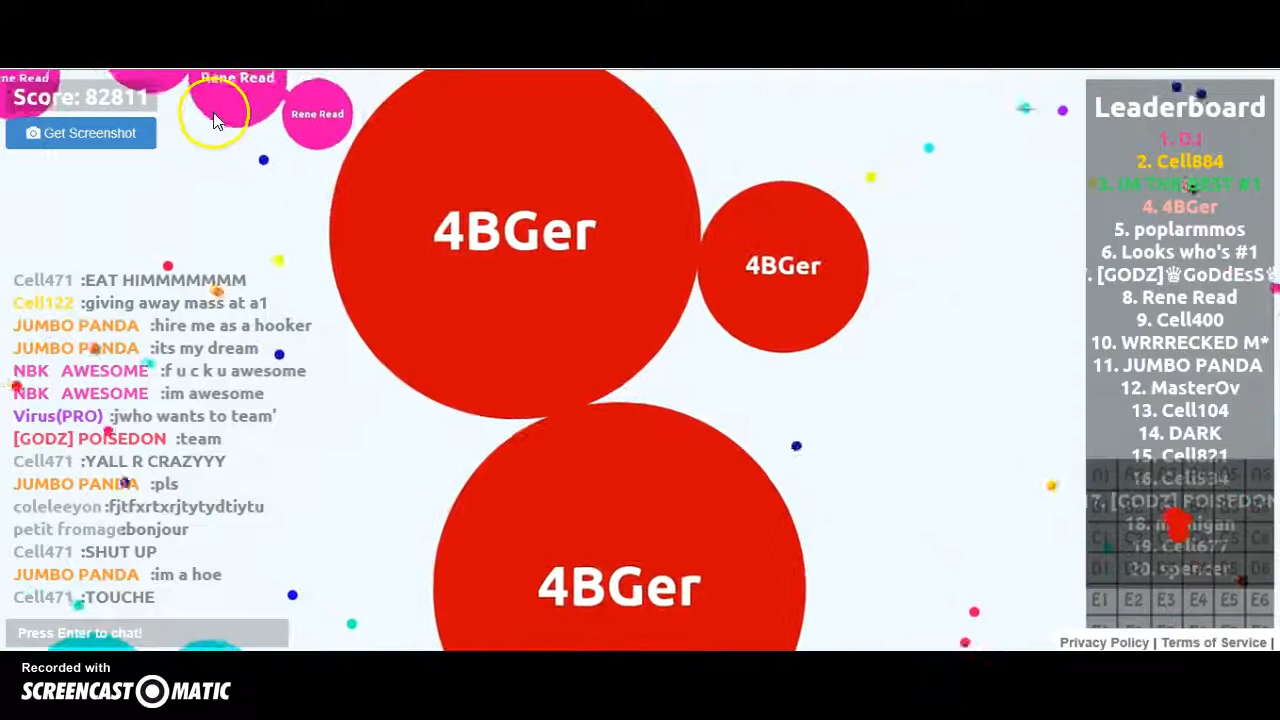 ne Read
Rene Read
Rene Read
Score: 82811
Get Screenshot
4BGer
4BGer
4BGer
Cell471 :EAT HIMMMMMMM
Cell122 :giving away mass at a1
JUMBO PANDA :hire me as a hooker
JUMBO PANDA :its my dream
NBK AWESOME :f u c k u awesome
NBK AWESOME :im awesome
Virus(PRO) :jwho wants to team'
[GODZ] POISEDON :team
Cell471 :YALL R CRAZYYY
JUMBO PANDA :pls
coleleeyon :fjtfxrtxrjtytydtiytu
petit fromage:bonjour
Cell471 :SHUT UP
JUMBO PANDA :im a hoe
Cell471 :TOUCHE
Press Enter to chat!
Leaderboard
1. DJ
2. Cell884
3. IM THE BEST #1
4. 4BGer
5. poplarmmos
6. Looks who's #1
. [GODZ]♕GoDdEsS♕
8. Rene Read
9. Cell400
10. WRRRECKED M*
11. JUMBO PANDA
12. MasterOv
13. Cell104
14. DARK
15. Cell821
16. Cell934
17. [GODZ] POISEDON
19. Cell677
20. spencer
E1 E2 E3 E4 E5 E6
Privacy Policy | Terms of Service |
Recorded with
SCREENCAST-O-MATIC